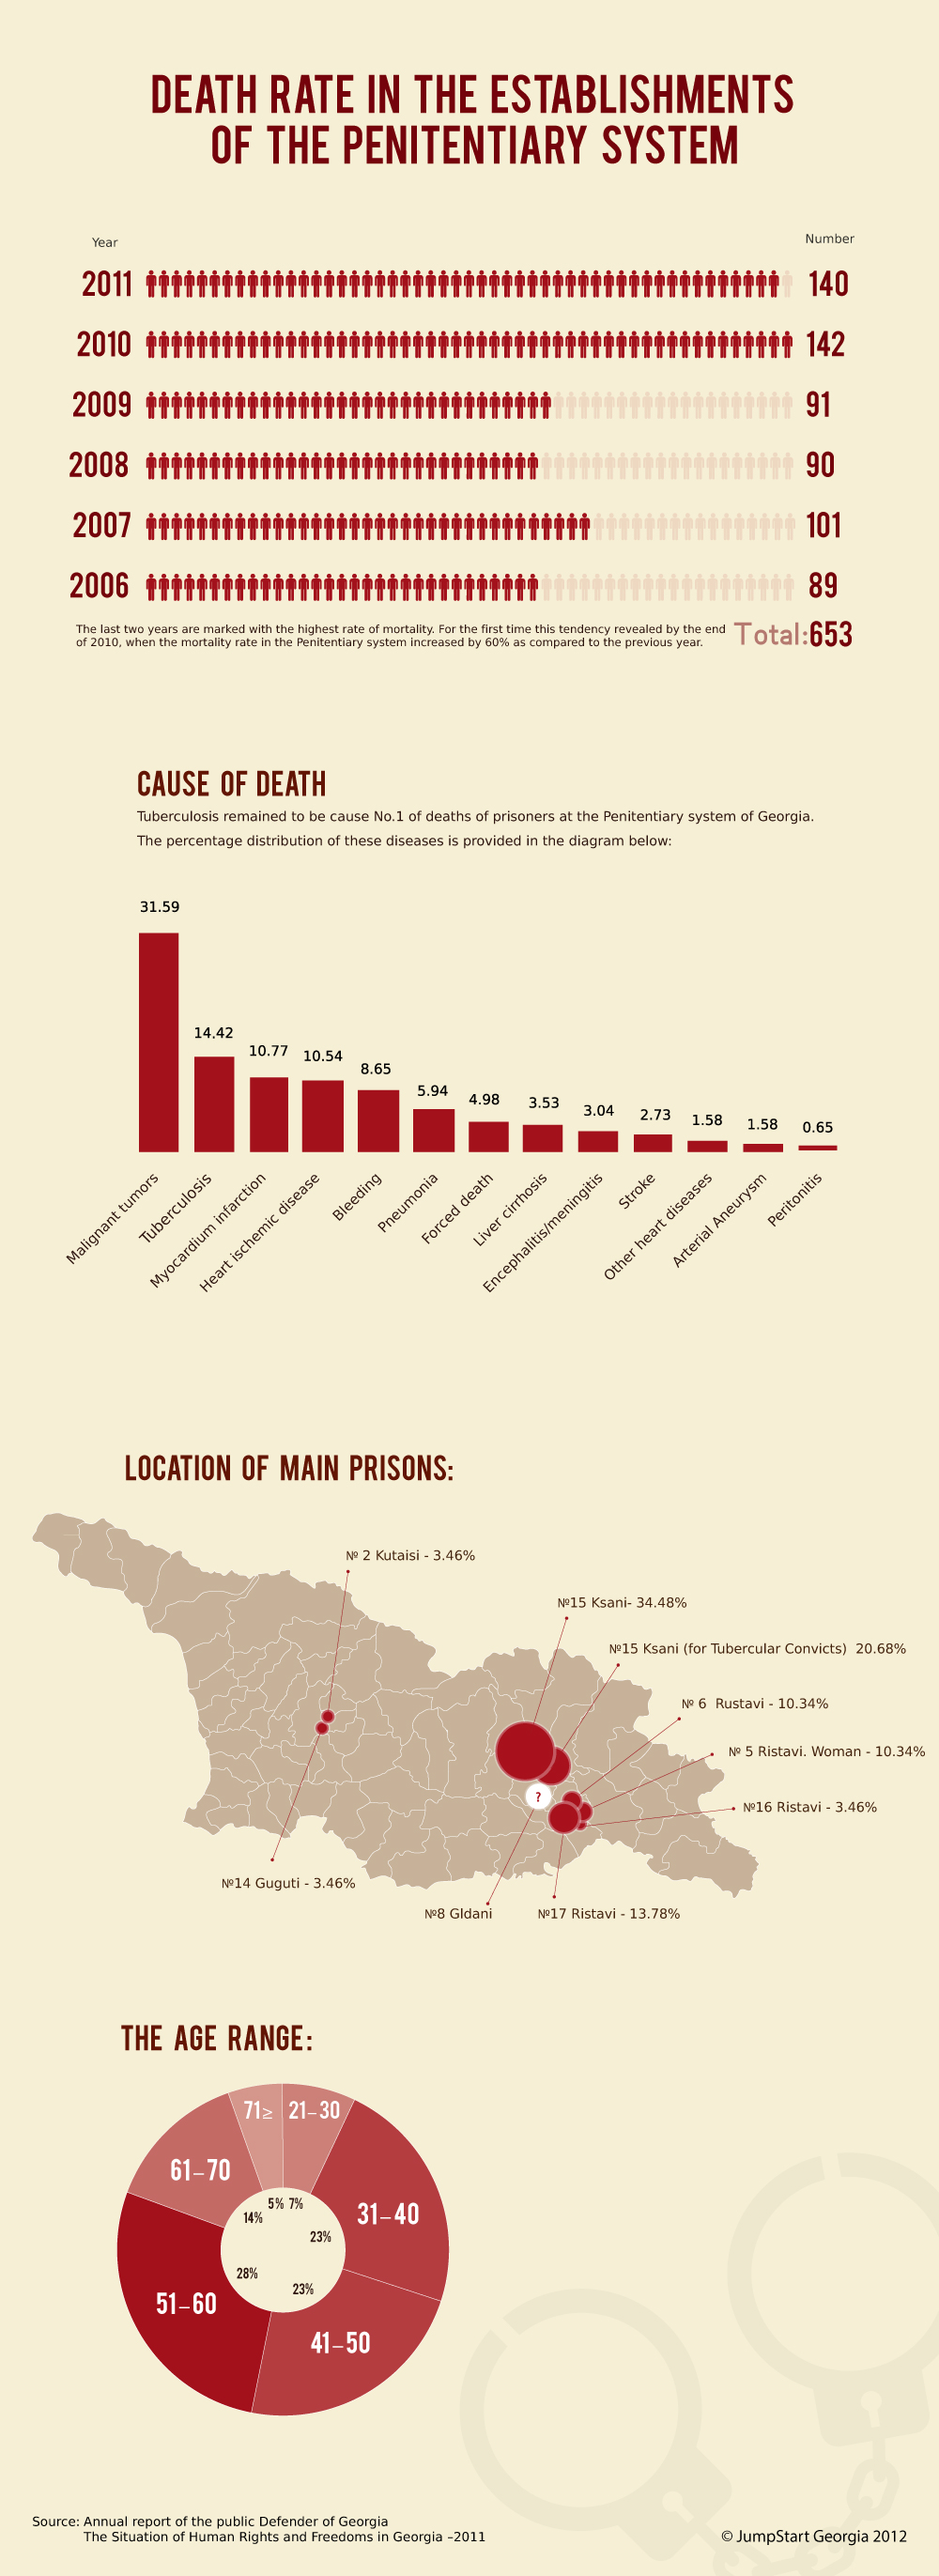 DEATH RATE IN THE ESTABLISHMENTS
OF THE PENITENTIARY SYSTEM
Year
Number
2011 140
2010 142
2009 91
2008 90
2007 101
2006 89
The last two years are marked with the highest rate of mortality. For the first time this tendency revealed by the end
of 2010, when the mortality rate in the Penitentiary system increased by 60% as compared to the previous year.
Total:653
CAUSE OF DEATH
Tuberculosis remained to be cause No.1 of deaths of prisoners at the Penitentiary system of Georgia.
The percentage distribution of these diseases is provided in the diagram below:
31.59
14.42
10.77
10.54
8.65
5.94
4.98
3.53
3.04
2.73
1.58
1.58
0.65
Malignant tumors
Tuberculosis
Myocardium infarction
Heart ischemic disease
Bleeding
Pneumonia
Forced death
Liver cirrhosis
Encephalitis/meningitis
Stroke
Other heart diseases
Arterial Aneurysm
Peritonitis
LOCATION OF MAIN PRISONS:
№ 2 Kutaisi - 3.46%
№15 Ksani- 34.48%
№15 Ksani (for Tubercular Convicts) 20.68%
№ 6 Rustavi - 10.34%
№ 5 Ristavi. Woman - 10.34%
?
№16 Ristavi - 3.46%
№14 Guguti - 3.46%
№8 Gldani
№17 Ristavi - 13.78%
THE AGE RANGE:
71≥
21–30
61–70
31–40
51–60
41–50
5%
7%
14%
23%
28%
23%
Source: Annual report of the public Defender of Georgia
The Situation of Human Rights and Freedoms in Georgia –2011
© JumpStart Georgia 2012